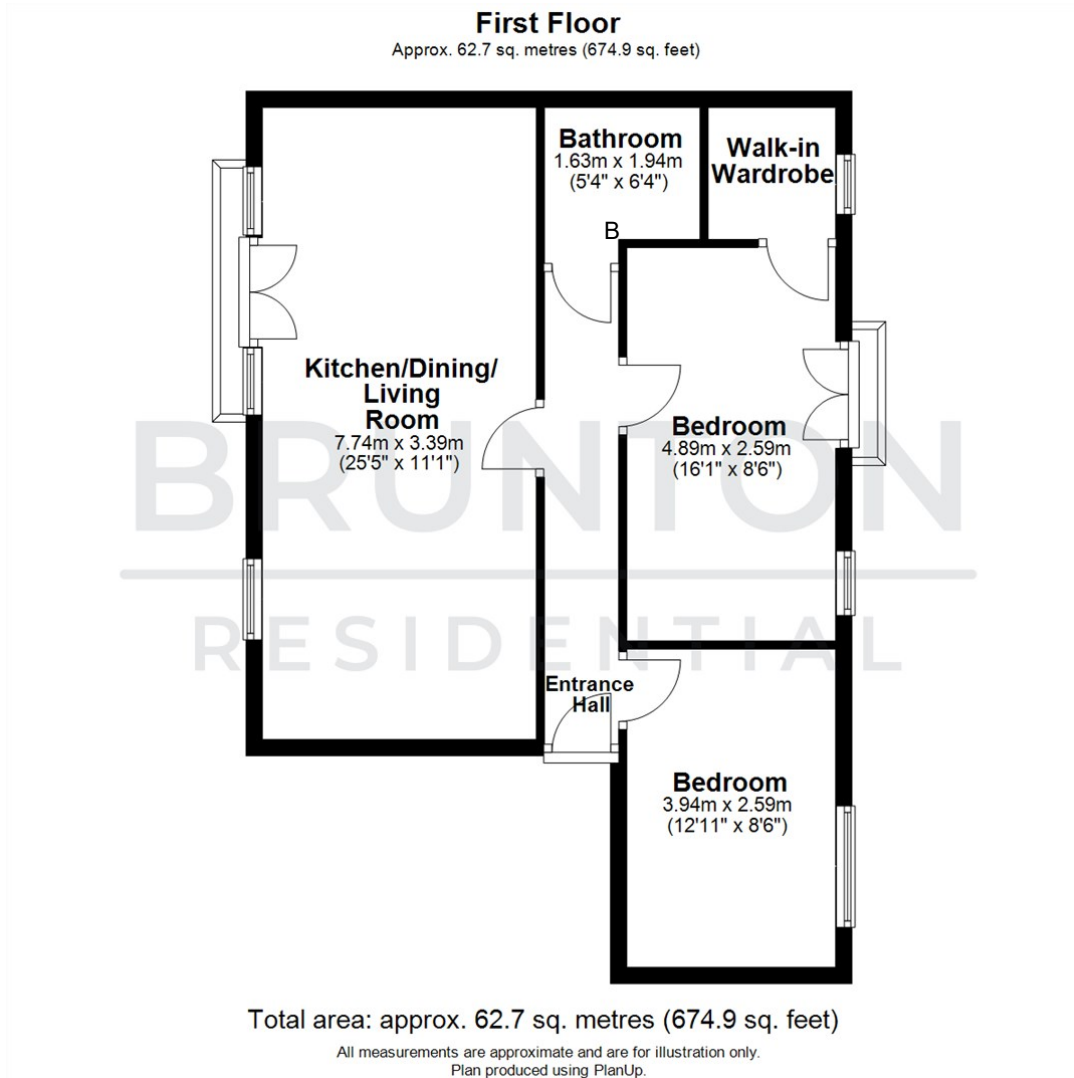 First Floor
Approx. 62.7 sq. metres (674.9 sq. feet)
Bathroom
1.63m x 1.94m
(5'4" x 6'4")
Walk-in
Wardrobe
B
Kitchen/Dining/
Living
Room
7.74m x 3.39m
(25'5" x 11'1")
Bedroom
4.89m x 2.59m
(16'1" x 8'6")
BRUNTON
RESIDENTIAL
Entrance
Hall
Bedroom
3.94m x 2.59m
(12'11" x 8'6")
Total area: approx. 62.7 sq. metres (674.9 sq. feet)
All measurements are approximate and are for illustration only.
Plan produced using PlanUp.